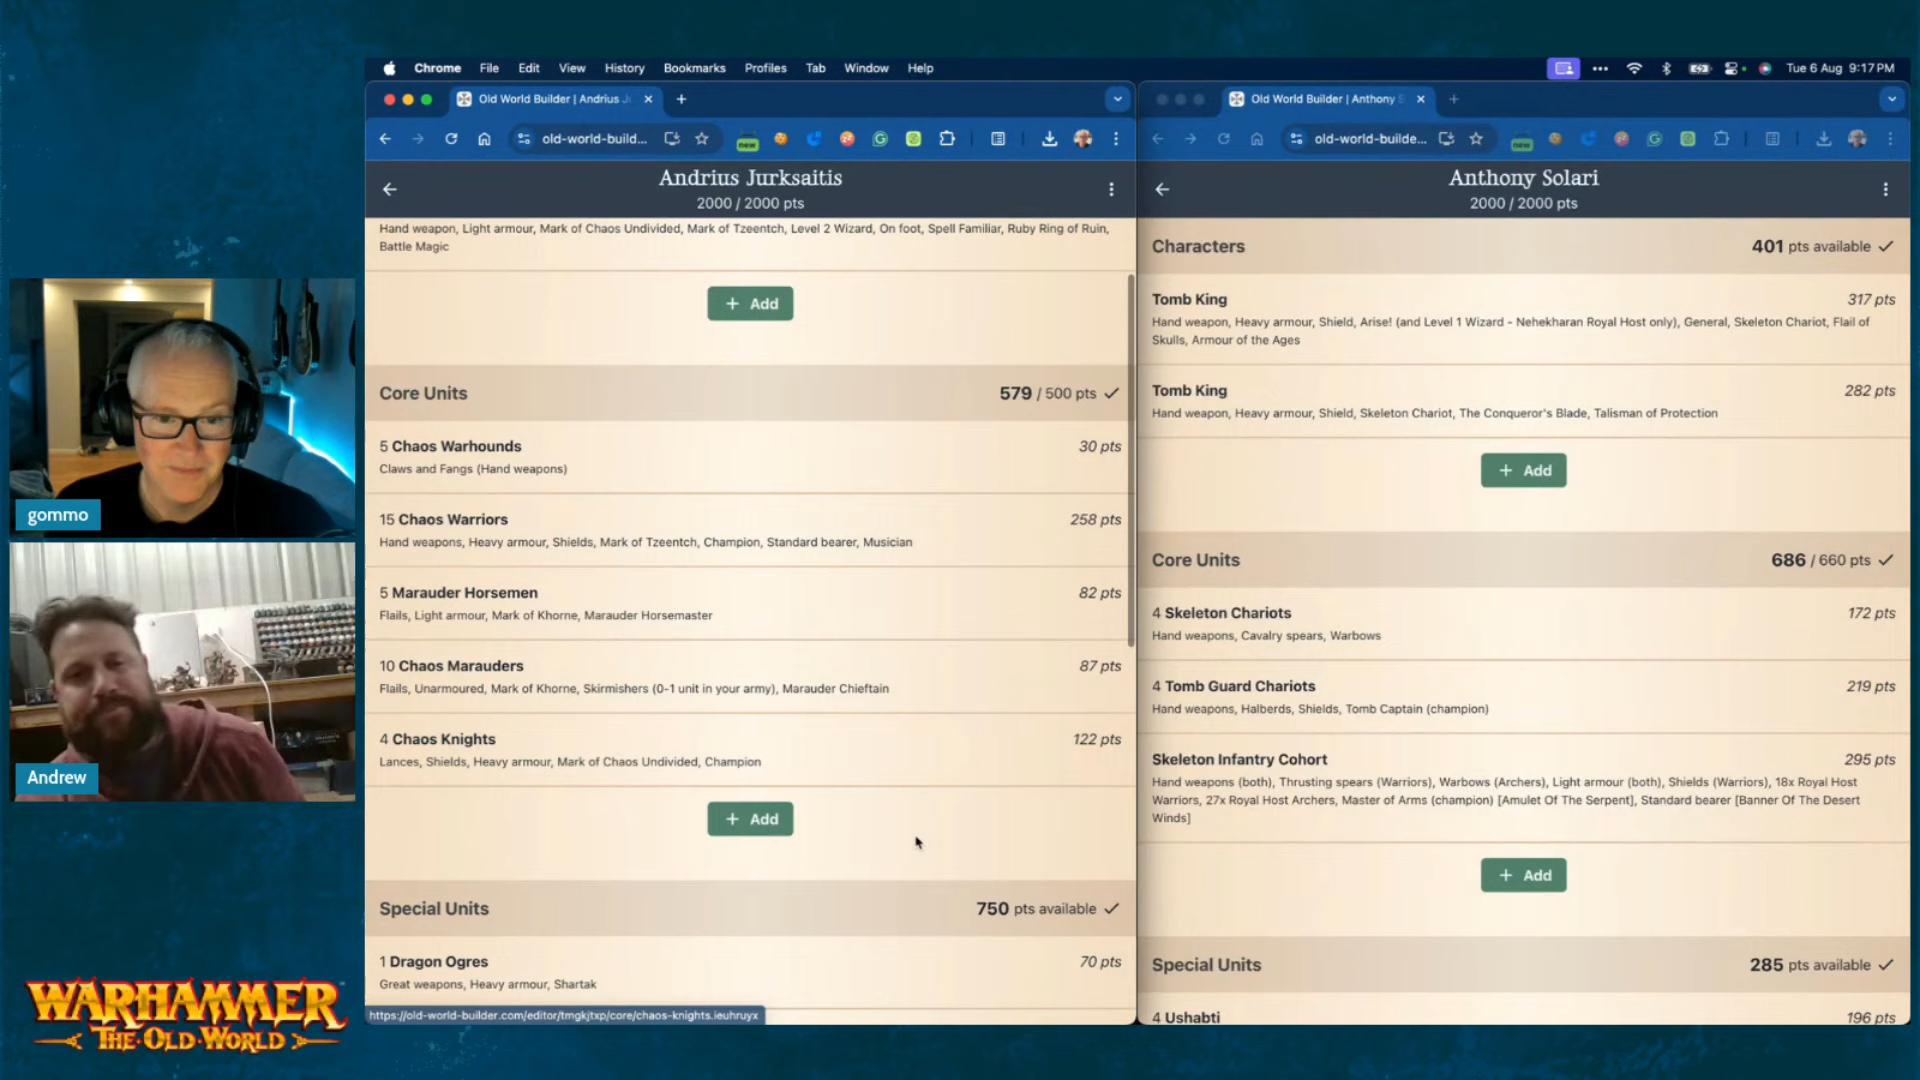 Chrome File Edit View History Bookmarks Profiles Tab Window Help
Tue 6 Aug 9:17 PM
Old World Builder | Andrius Ju
old-world-build...
new
Andrius Jurksaitis
2000 / 2000 pts
Hand weapon, Light armour, Mark of Chaos Undivided, Mark of Tzeentch, Level 2 Wizard, On foot, Spell Familiar, Ruby Ring of Ruin,
Battle Magic
+ Add
Core Units 579 / 500 pts
5 Chaos Warhounds 30 pts
Claws and Fangs (Hand weapons)
15 Chaos Warriors 258 pts
Hand weapons, Heavy armour, Shields, Mark of Tzeentch, Champion, Standard bearer, Musician
5 Marauder Horsemen 82 pts
Flails, Light armour, Mark of Khorne, Marauder Horsemaster
10 Chaos Marauders 87 pts
Flails, Unarmoured, Mark of Khorne, Skirmishers (0-1 unit in your army), Marauder Chieftain
4 Chaos Knights 122 pts
Lances, Shields, Heavy armour, Mark of Chaos Undivided, Champion
+ Add
Special Units 750 pts available
1 Dragon Ogres 70 pts
Great weapons, Heavy armour, Shartak
https://old-world-builder.com/editor/tmgkjtxp/core/chaos-knights.ieuhruyx
Old World Builder | Anthony S
old-world-builde...
new
Anthony Solari
2000 / 2000 pts
Characters 401 pts available
Tomb King 317 pts
Hand weapon, Heavy armour, Shield, Arise! (and Level 1 Wizard - Nehekharan Royal Host only), General, Skeleton Chariot, Flail of
Skulls, Armour of the Ages
Tomb King 282 pts
Hand weapon, Heavy armour, Shield, Skeleton Chariot, The Conqueror's Blade, Talisman of Protection
+ Add
Core Units 686 / 660 pts
4 Skeleton Chariots 172 pts
Hand weapons, Cavalry spears, Warbows
4 Tomb Guard Chariots 219 pts
Hand weapons, Halberds, Shields, Tomb Captain (champion)
Skeleton Infantry Cohort 295 pts
Hand weapons (both), Thrusting spears (Warriors), Warbows (Archers), Light armour (both), Shields (Warriors), 18x Royal Host
Warriors, 27x Royal Host Archers, Master of Arms (champion) [Amulet Of The Serpent], Standard bearer [Banner Of The Desert
Winds]
+ Add
Special Units 285 pts available
4 Ushabti 196 pts
gommo
Andrew
WARHAMMER
THE·OLD·WORLD